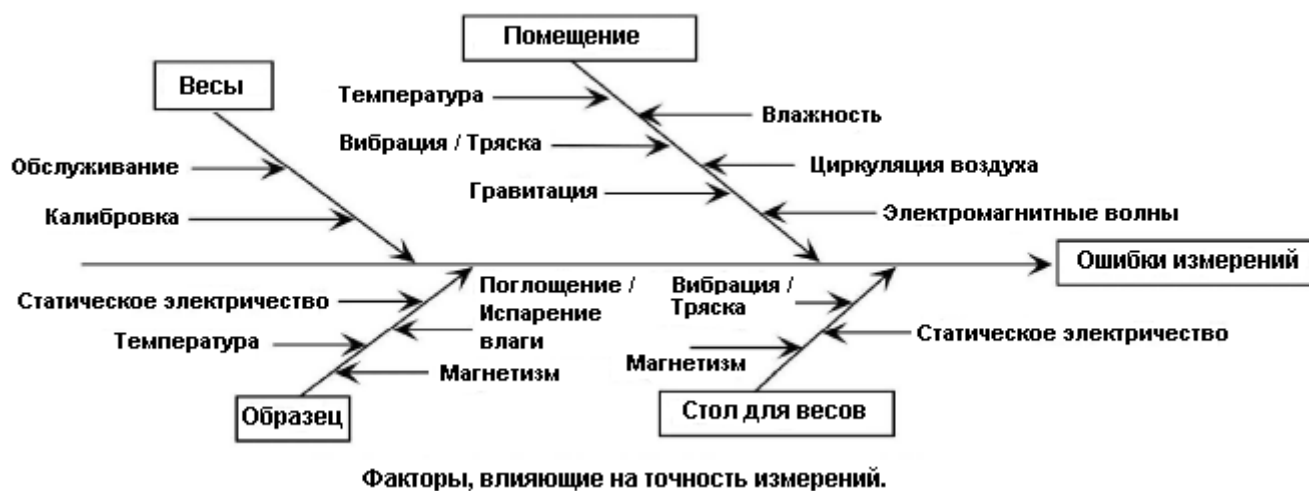 Помещение
Весы
Температура
Влажность
Вибрация / Тряска
Обслуживание
Циркуляция воздуха
Гравитация
Калибровка
Электромагнитные волны
Ошибки измерений
Поглощение /
Испарение
влаги
Вибрация /
Тряска
Статическое электричество
Статическое электричество
Температура
Магнетизм
Магнетизм
Образец
Стол для весов
Факторы, влияющие на точность измерений.